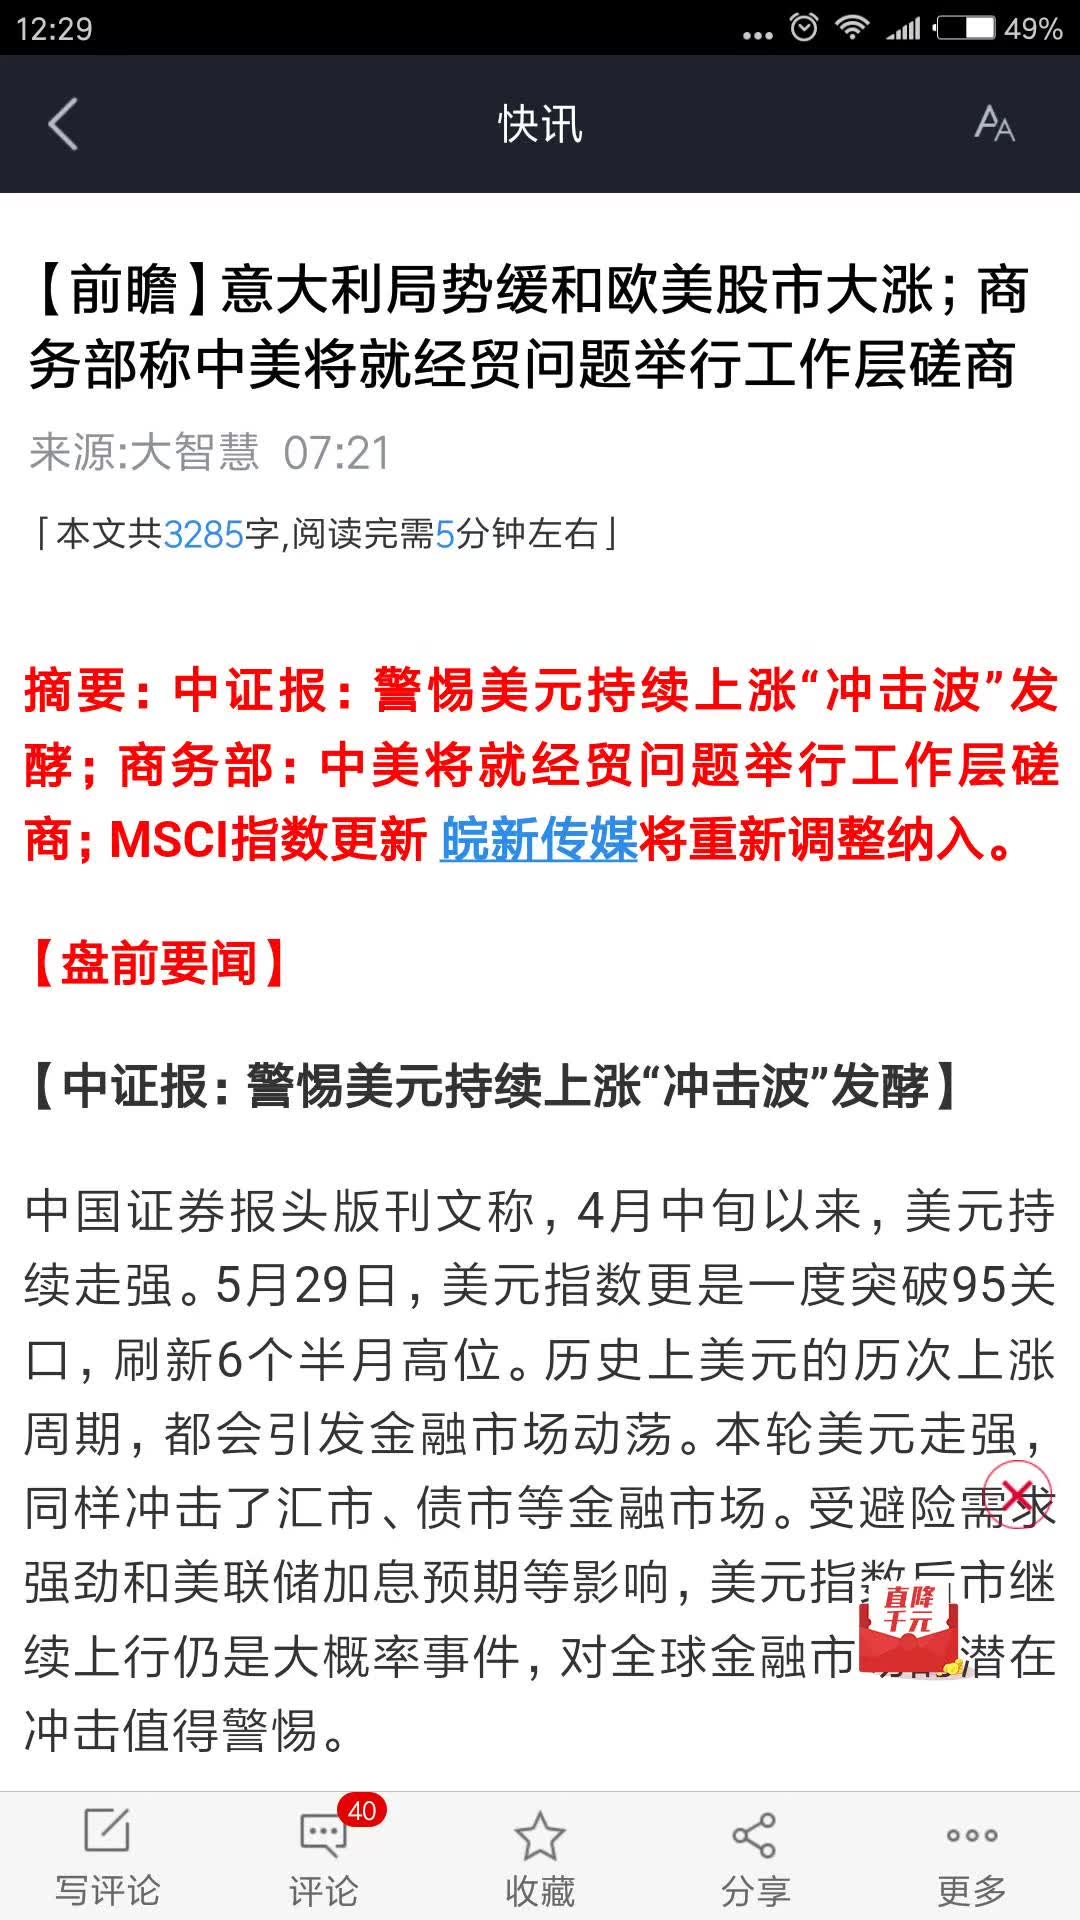 12:29
49%
快讯
【前瞻】意大利局势缓和欧美股市大涨；商
务部称中美将就经贸问题举行工作层磋商
来源:大智慧 07:21
「本文共3285字,阅读完需5分钟左右」
摘要：中证报：警惕美元持续上涨“冲击波”发
酵；商务部：中美将就经贸问题举行工作层磋
商；MSCI指数更新 皖新传媒将重新调整纳入。
【盘前要闻】
【中证报：警惕美元持续上涨“冲击波”发酵】
中国证券报头版刊文称，4月中旬以来，美元持
续走强。5月29日，美元指数更是一度突破95关
口，刷新6个半月高位。历史上美元的历次上涨
周期，都会引发金融市场动荡。本轮美元走强，
同样冲击了汇市、债市等金融市场。受避险需求
强劲和美联储加息预期等影响，美元指数后市继
续上行仍是大概率事件，对全球金融市场的潜在
冲击值得警惕。
直降
千元
40
写评论 评论 收藏 分享 更多